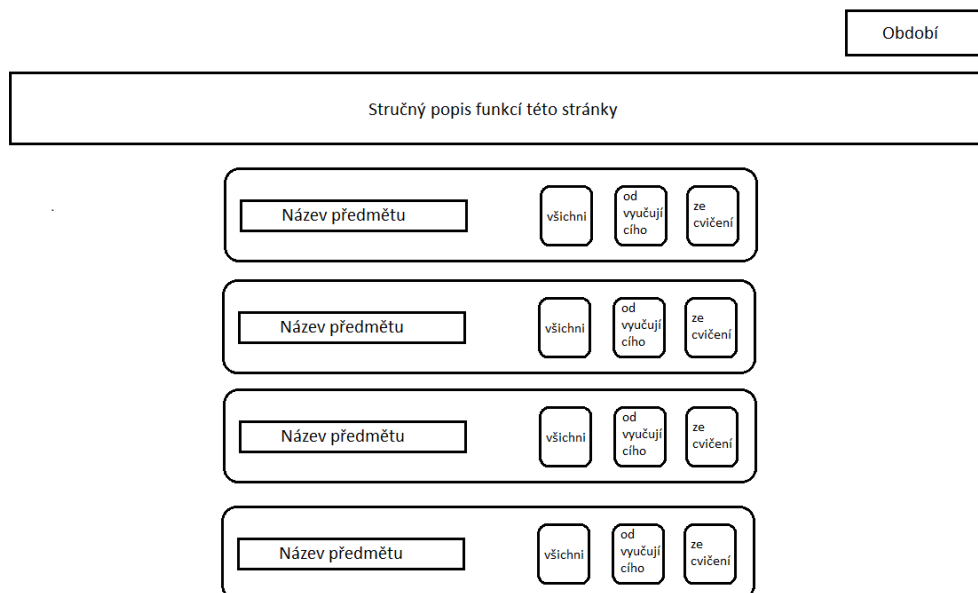 Období
Stručný popis funkcí této stránky
Název předmětu
všichni
od
vyučují
cího
ze
cvičení
Název předmětu
všichni
od
vyučují
cího
ze
cvičení
Název předmětu
všichni
od
vyučují
cího
ze
cvičení
Název předmětu
všichni
od
vyučují
cího
ze
cvičení